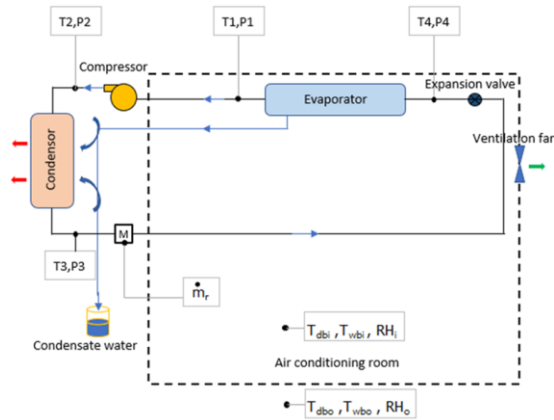 T2,P2
T1,P1
T4,P4
Compressor
Expansion valve
Evaporator
Ventilation fan
Condensor
M
T3,P3
ṁr
Condensate water
Tdbi ,Twbi, RHi
Air conditioning room
Tdbo ,Twbo, RHo